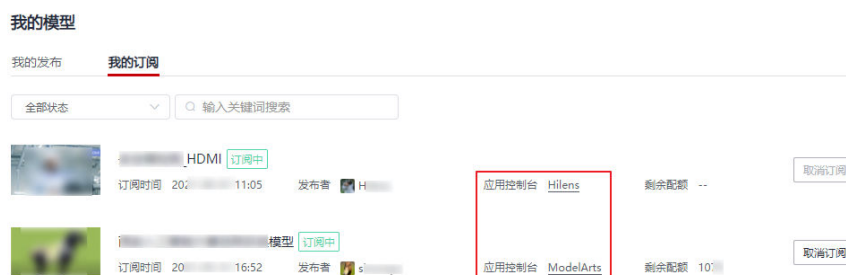 我的模型
我的发布 我的订阅
全部状态 输入关键词搜索
_HDMI 订阅中
取消订阅
订阅时间 202 11:05 发布者 H 应用控制台 Hilens 剩余配额 --
模型 订阅中
取消订阅
订阅时间 20 16:52 发布者 s 应用控制台 ModelArts 剩余配额 107